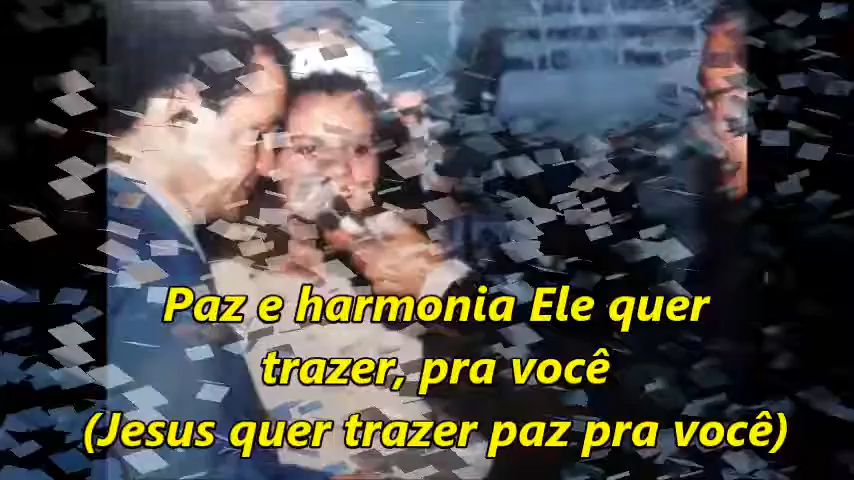 Paz e harmonia Ele quer
trazer, pra você
(Jesus quer trazer paz pra você)